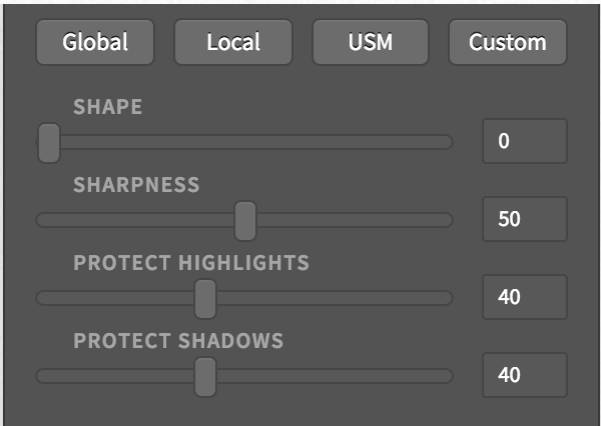 Global Local USM Custom
SHAPE
0
SHARPNESS
50
PROTECT HIGHLIGHTS
40
PROTECT SHADOWS
40